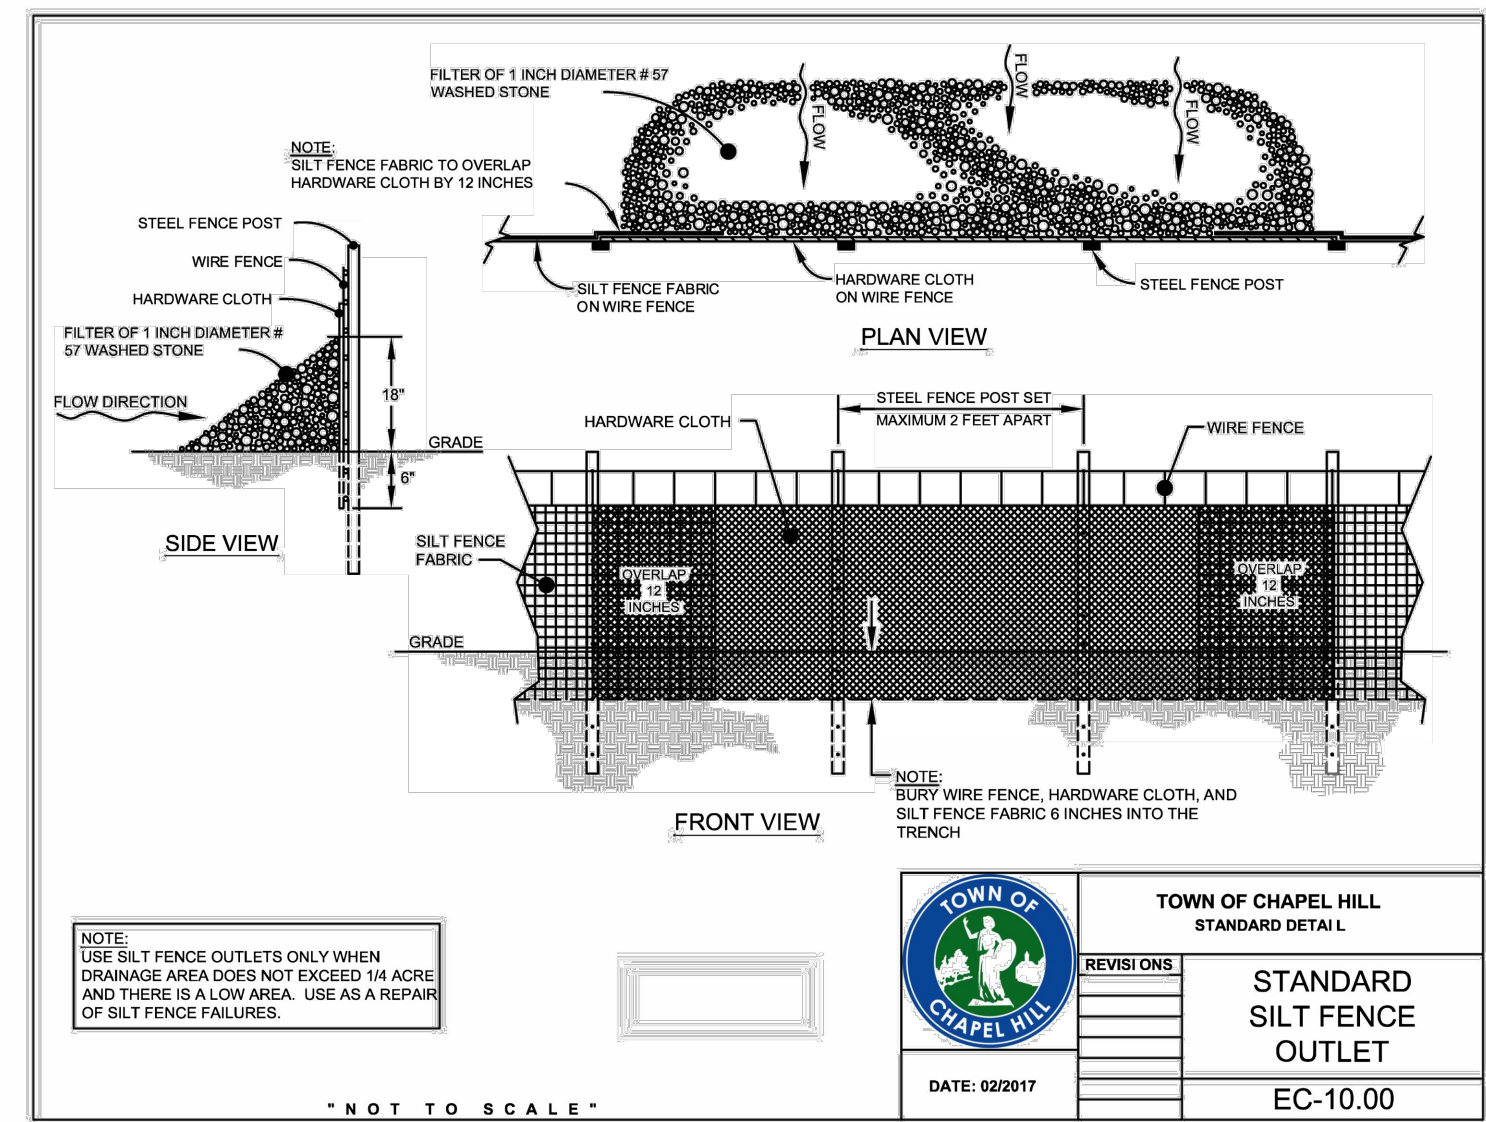 FILTER OF 1 INCH DIAMETER # 57
WASHED STONE
FLOW
FLOW
FLOW
NOTE:
SILT FENCE FABRIC TO OVERLAP
HARDWARE CLOTH BY 12 INCHES
SILT FENCE FABRIC
ON WIRE FENCE
HARDWARE CLOTH
ON WIRE FENCE
STEEL FENCE POST
PLAN VIEW
STEEL FENCE POST
WIRE FENCE
HARDWARE CLOTH
FILTER OF 1 INCH DIAMETER #
57 WASHED STONE
FLOW DIRECTION
18"
GRADE
6"
SIDE VIEW
STEEL FENCE POST SET
MAXIMUM 2 FEET APART
HARDWARE CLOTH
WIRE FENCE
SILT FENCE
FABRIC
OVERLAP
12
INCHES
OVERLAP
12
INCHES
GRADE
NOTE:
BURY WIRE FENCE, HARDWARE CLOTH, AND
SILT FENCE FABRIC 6 INCHES INTO THE
TRENCH
FRONT VIEW
NOTE:
USE SILT FENCE OUTLETS ONLY WHEN
DRAINAGE AREA DOES NOT EXCEED 1/4 ACRE
AND THERE IS A LOW AREA. USE AS A REPAIR
OF SILT FENCE FAILURES.
"NOT TO SCALE"
TOWN OF
CHAPEL HILL
DATE: 02/2017
TOWN OF CHAPEL HILL
STANDARD DETAIL
REVISIONS
STANDARD
SILT FENCE
OUTLET
EC-10.00